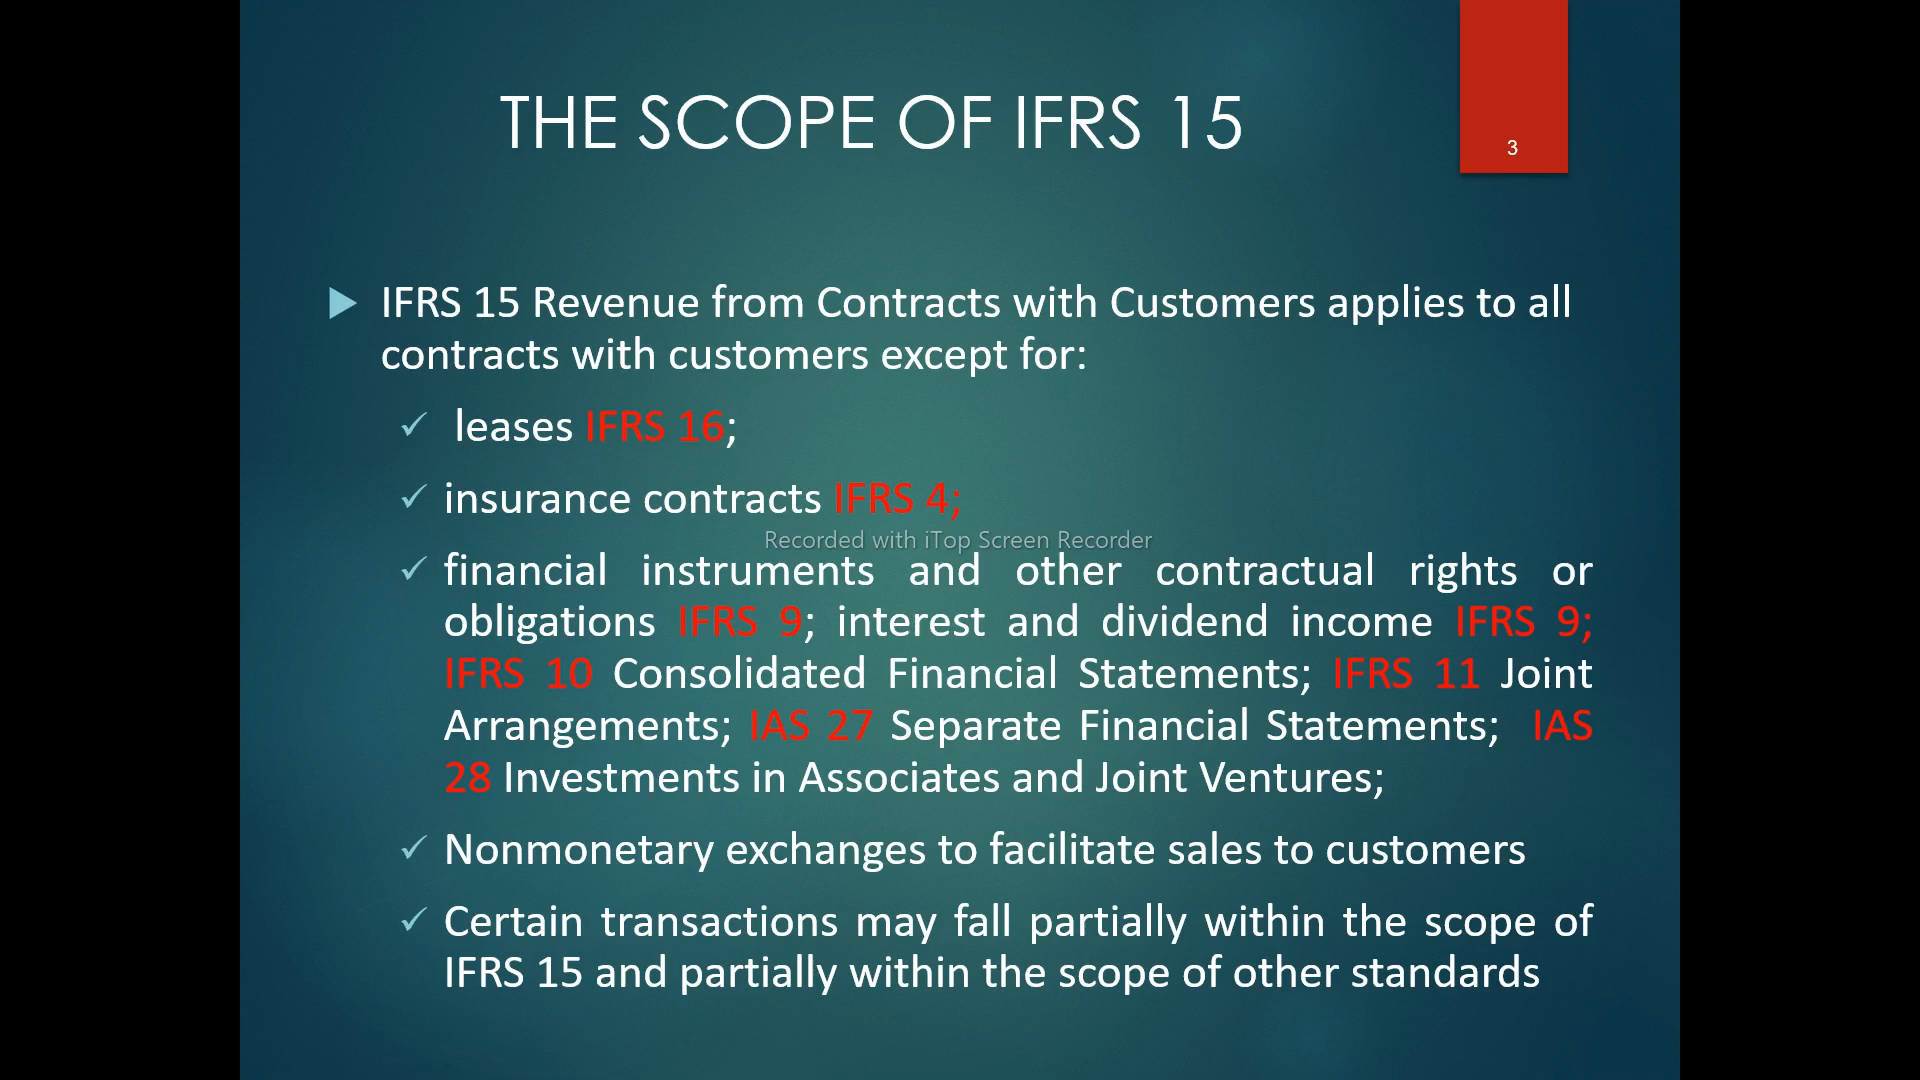 THE SCOPE OF IFRS 15
3
IFRS 15 Revenue from Contracts with Customers applies to all
contracts with customers except for:
leases IFRS 16;
insurance contracts IFRS 4;
Recorded with iTop Screen Recorder
financial instruments and other contractual rights or
obligations IFRS 9; interest and dividend income IFRS 9;
IFRS 10 Consolidated Financial Statements; IFRS 11 Joint
Arrangements; IAS 27 Separate Financial Statements; IAS
28 Investments in Associates and Joint Ventures;
Nonmonetary exchanges to facilitate sales to customers
Certain transactions may fall partially within the scope of
IFRS 15 and partially within the scope of other standards